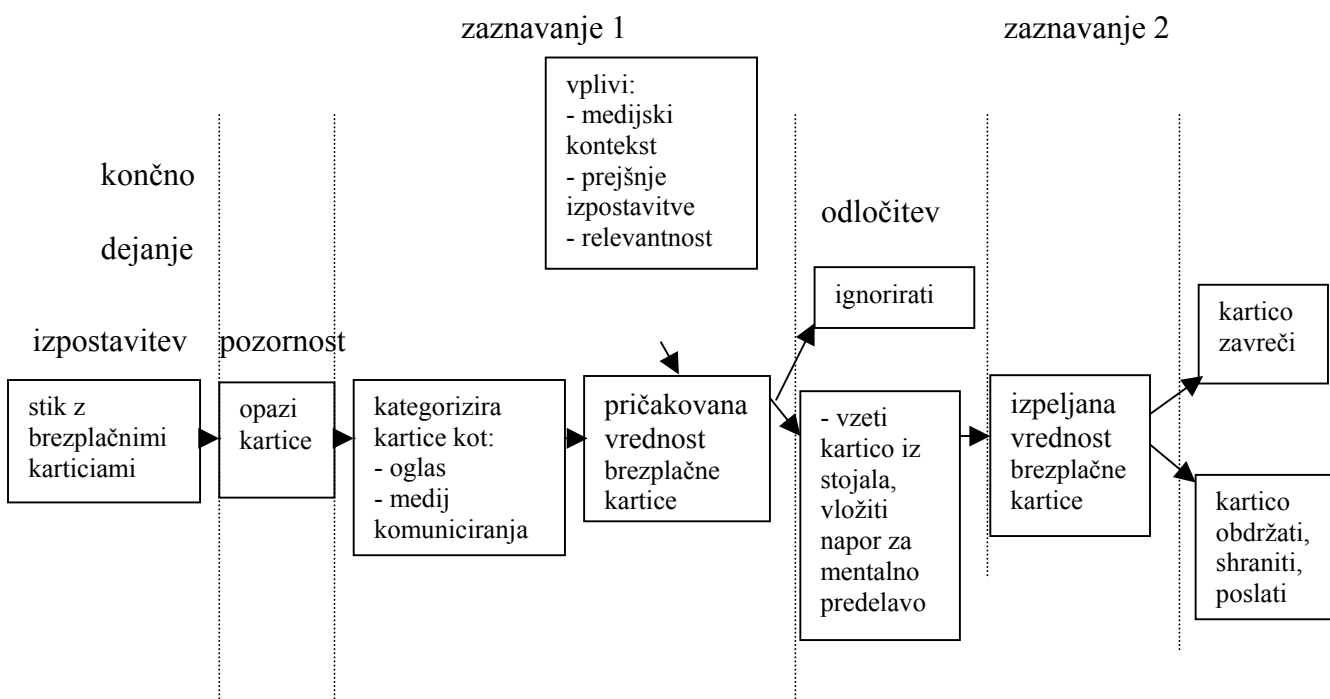 zaznavanje 1
zaznavanje 2
vplivi:
- medijski
kontekst
- prejšnje
izpostavitve
- relevantnost
končno
dejanje
odločitev
izpostavitev
pozornost
stik z
brezplačnimi
karticiami
opazi
kartice
kategorizira
kartice kot:
- oglas
- medij
komuniciranja
pričakovana
vrednost
brezplačne
kartice
ignorirati
- vzeti
kartico iz
stojala,
vložiti
napor za
mentalno
predelavo
izpeljana
vrednost
brezplačne
kartice
kartico
zavreči
kartico
obdržati,
shraniti,
poslati